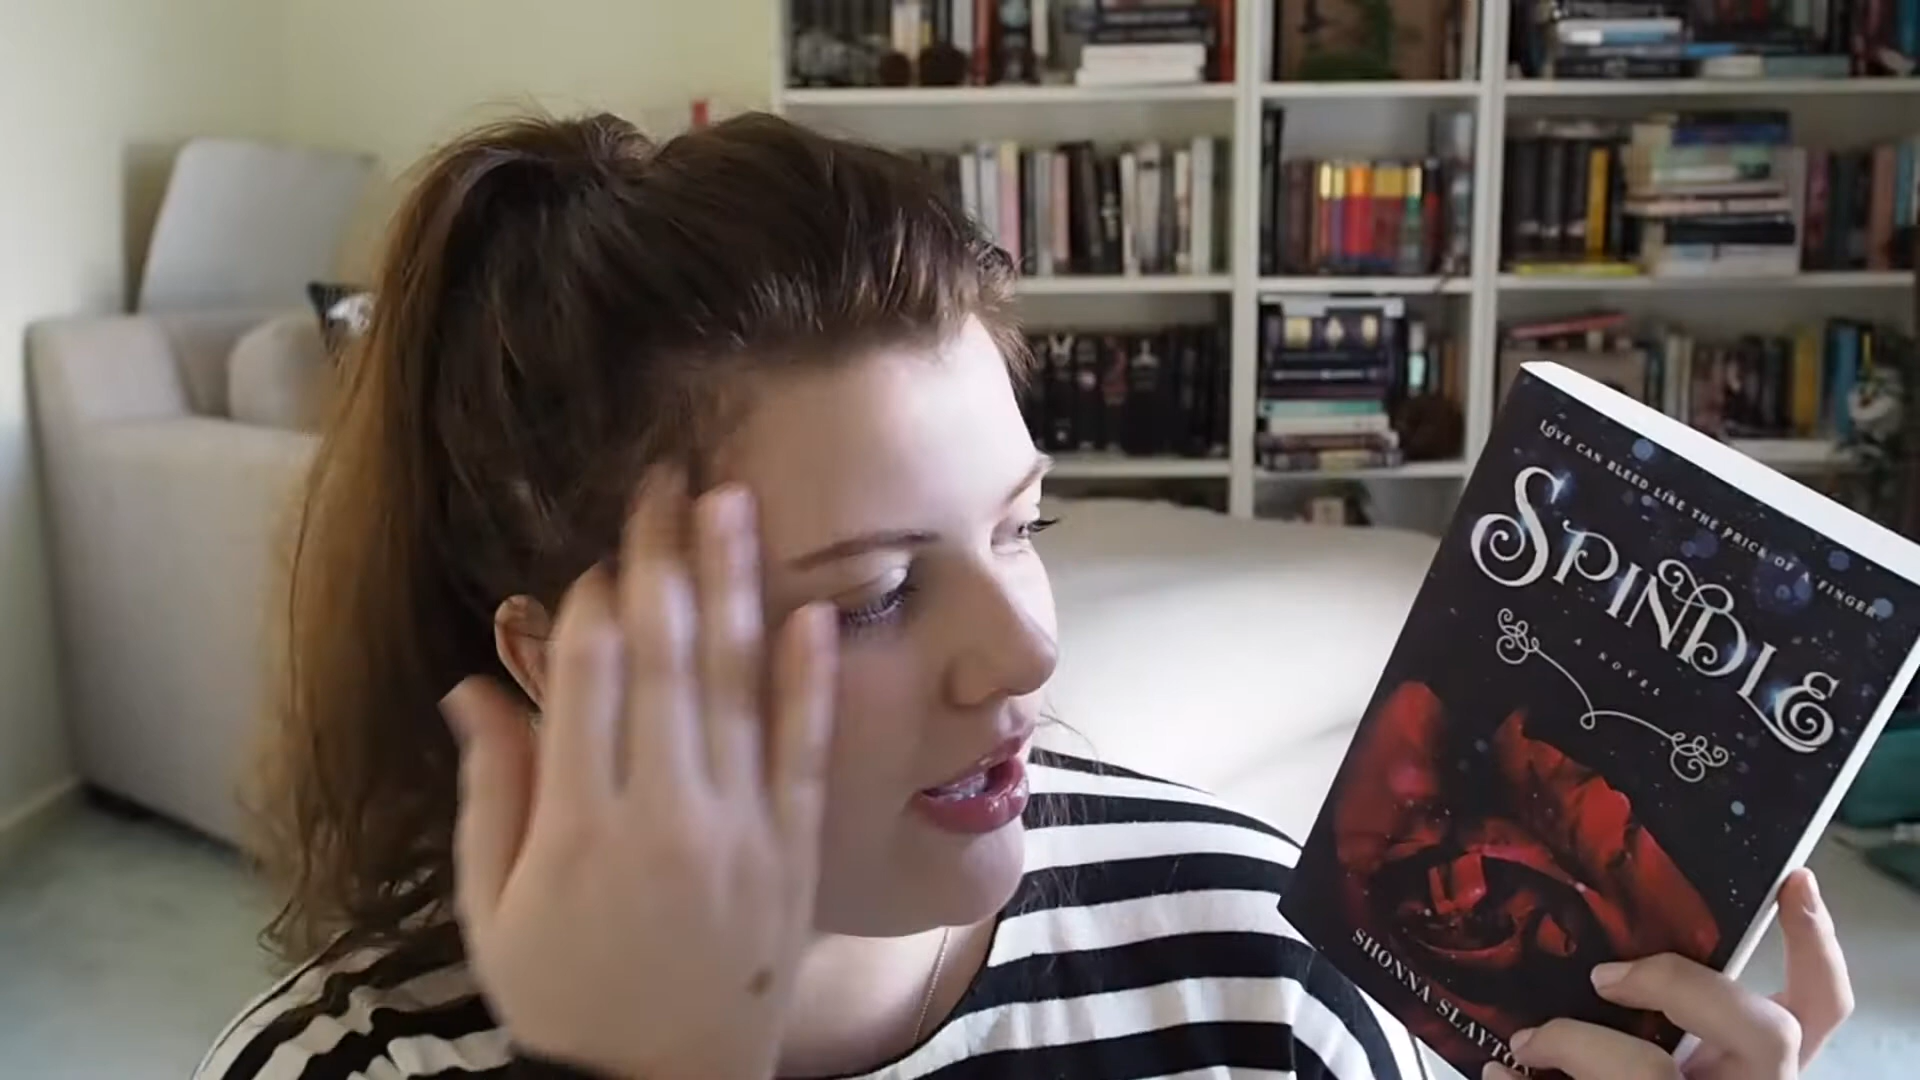 LOVE CAN BLEED LIKE THE PRICK OF A FINGER
SPINDLE
A NOVEL
SHONNA SLAYTO